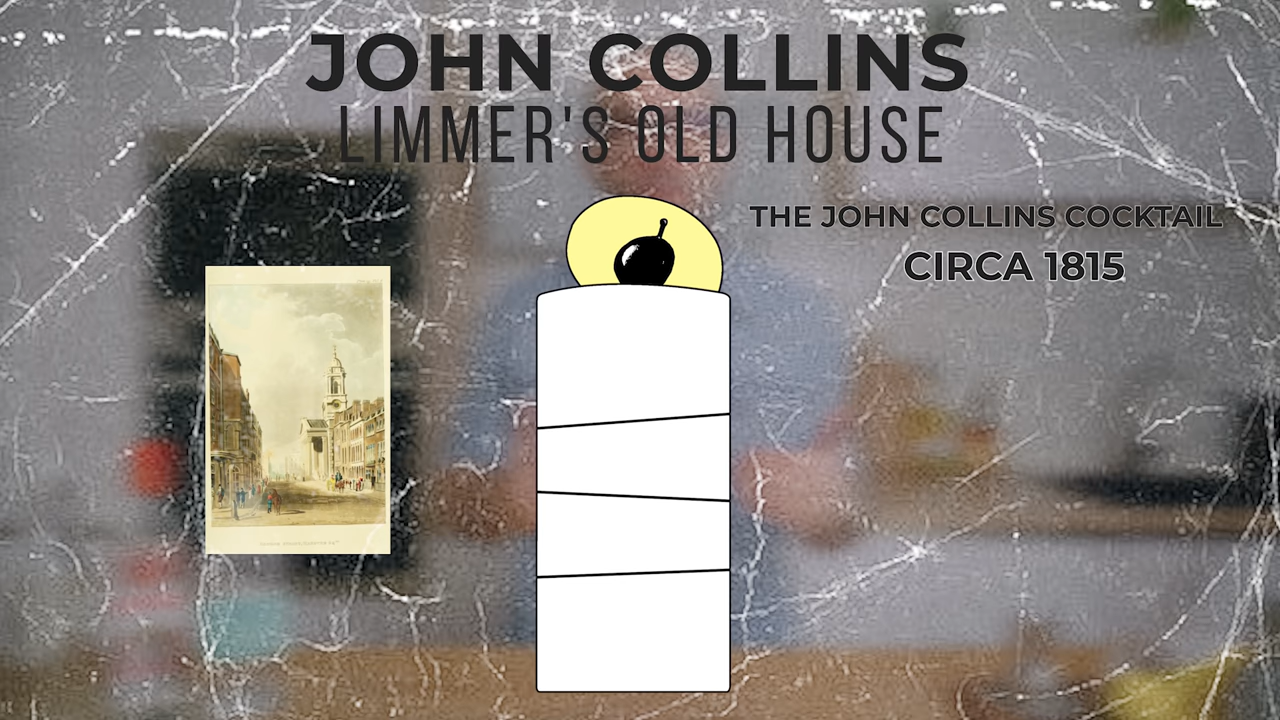 JOHN COLLINS
LIMMER'S OLD HOUSE
THE JOHN COLLINS COCKTAIL
CIRCA 1815